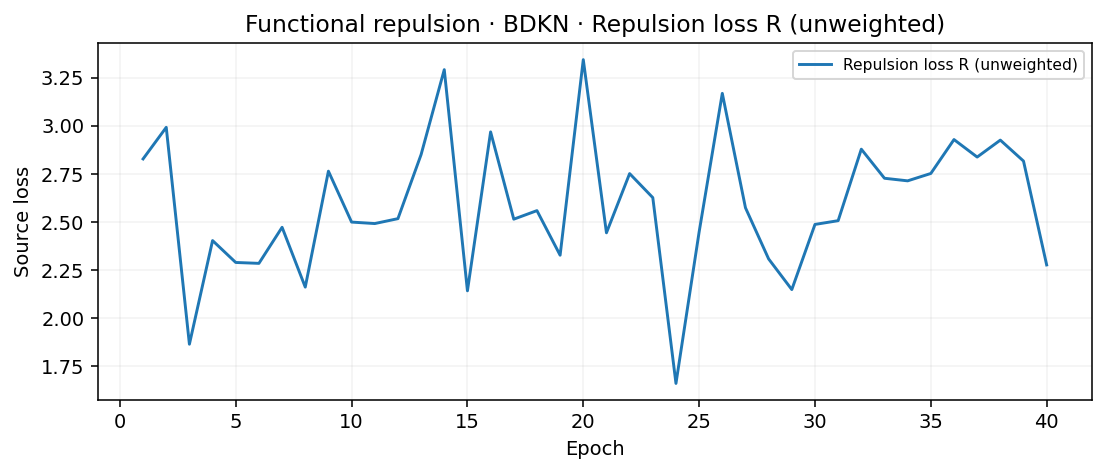 Functional repulsion · BDKN · Repulsion loss R (unweighted)
Repulsion loss R (unweighted)
Source loss
3.25
3.00
2.75
2.50
2.25
2.00
1.75
0 5 10 15 20 25 30 35 40
Epoch